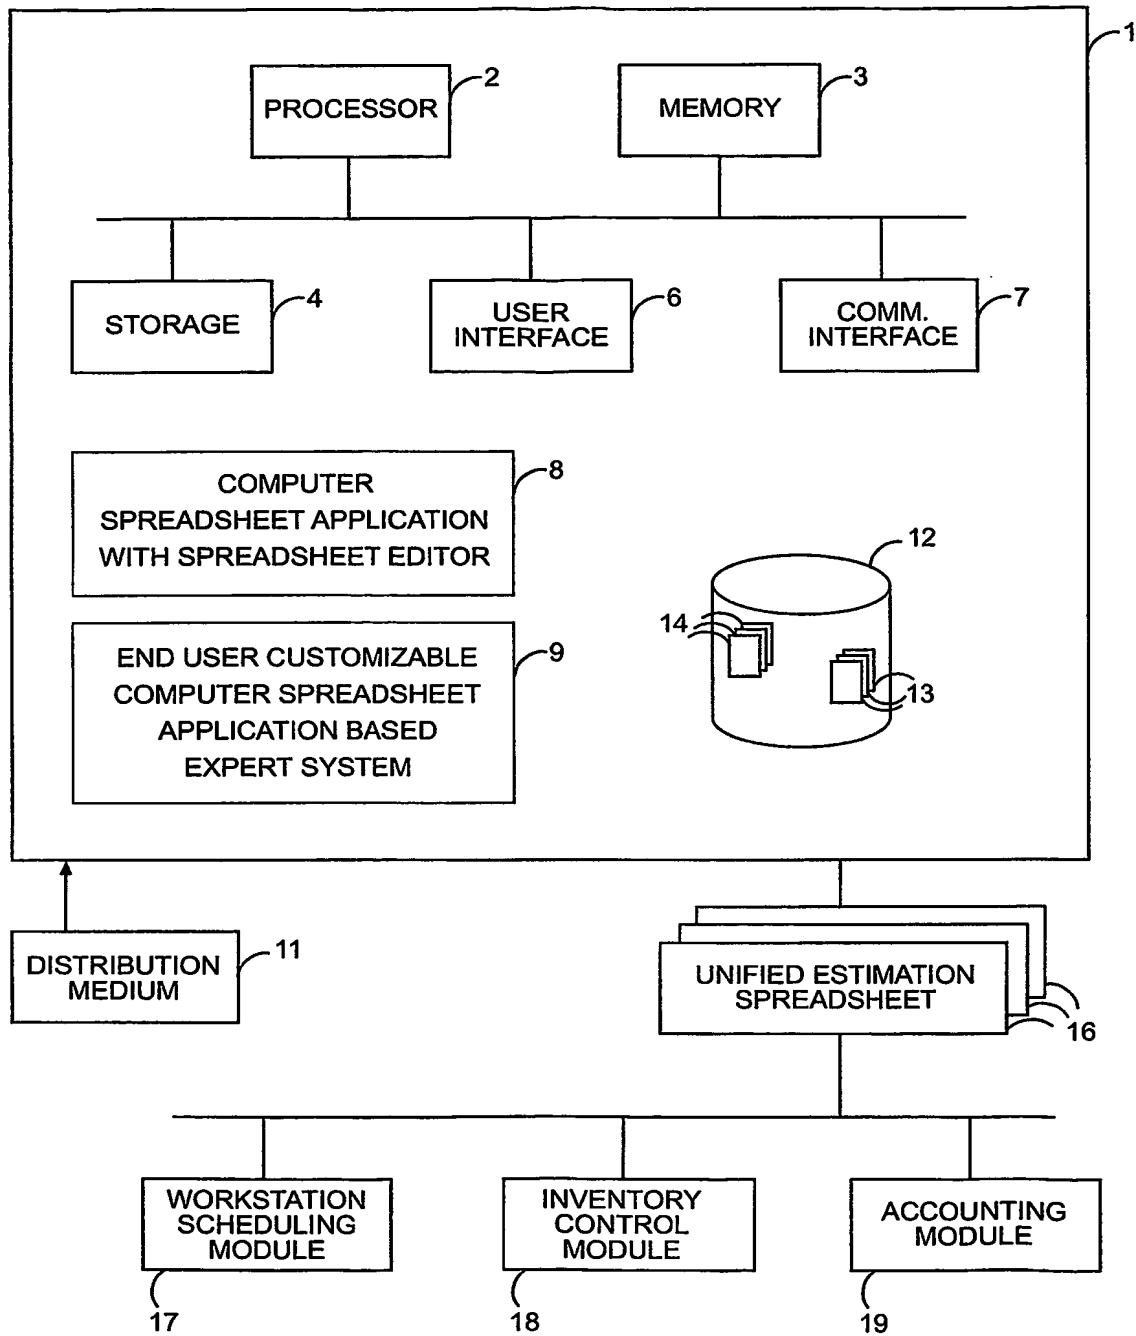 1
PROCESSOR
2
MEMORY
3
STORAGE
4
USER
INTERFACE
6
COMM.
INTERFACE
7
COMPUTER
SPREADSHEET APPLICATION
WITH SPREADSHEET EDITOR
8
END USER CUSTOMIZABLE
COMPUTER SPREADSHEET
APPLICATION BASED
EXPERT SYSTEM
9
12
14
13
DISTRIBUTION
MEDIUM
11
UNIFIED ESTIMATION
SPREADSHEET
16
WORKSTATION
SCHEDULING
MODULE
17
INVENTORY
CONTROL
MODULE
18
ACCOUNTING
MODULE
19